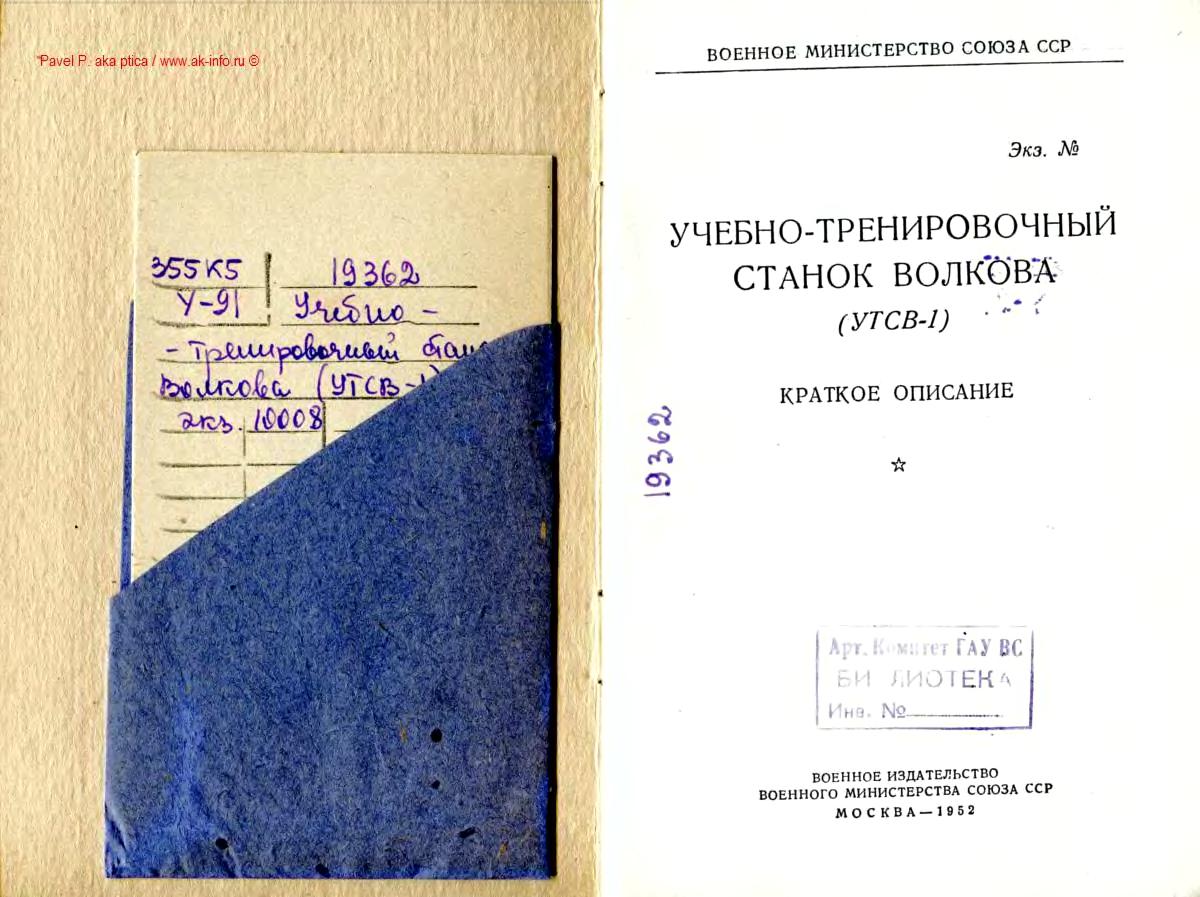 Pavel P. aka ptica / www.ak-info.ru ©
355К5
У-91
19362
Учебно -
- тренировочный
Волкова (УТСВ-1)
экз. 10008
ВОЕННОЕ МИНИСТЕРСТВО СОЮЗА ССР
Экз. №
УЧЕБНО-ТРЕНИРОВОЧНЫЙ
СТАНОК ВОЛКОВА
(УТСВ-1)
КРАТКОЕ ОПИСАНИЕ
19362
Арт. Комитет ГАУ ВС
БИ ЛИОТЕКА
Инв. №
ВОЕННОЕ ИЗДАТЕЛЬСТВО
ВОЕННОГО МИНИСТЕРСТВА СОЮЗА ССР
МОСКВА — 1952